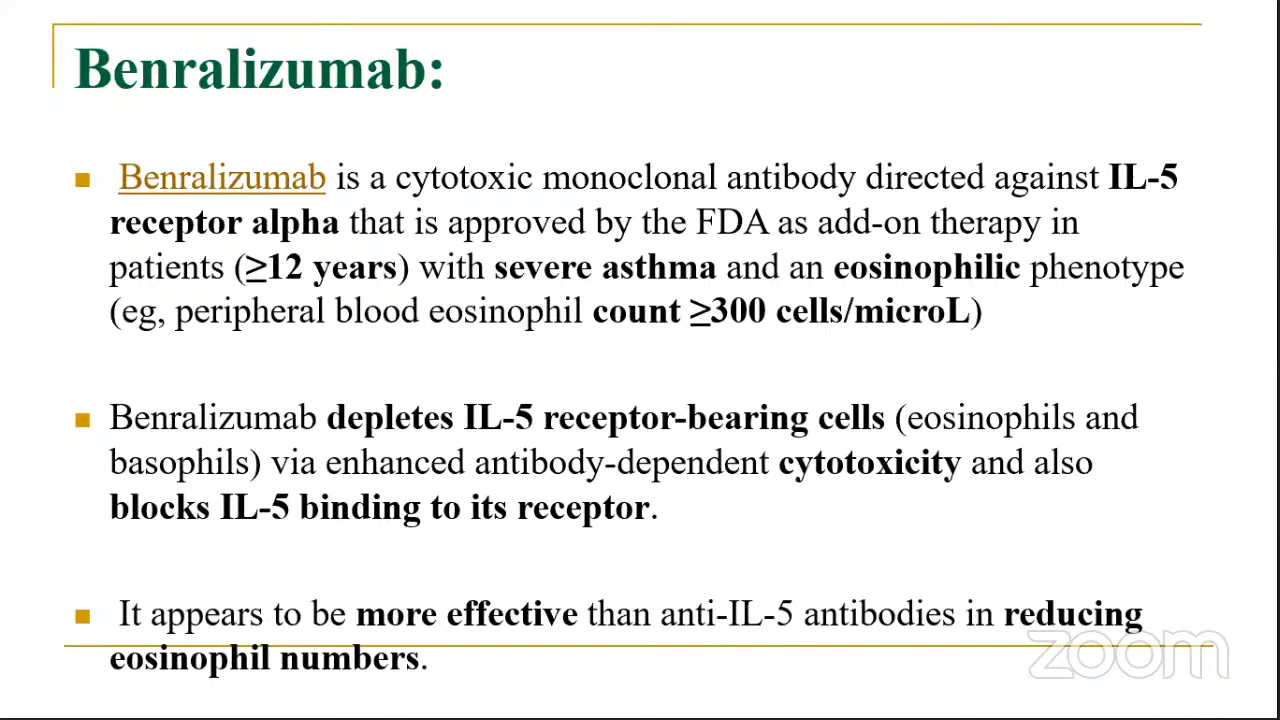 Benralizumab:
Benralizumab is a cytotoxic monoclonal antibody directed against IL-5
receptor alpha that is approved by the FDA as add-on therapy in
patients (≥12 years) with severe asthma and an eosinophilic phenotype
(eg, peripheral blood eosinophil count ≥300 cells/microL)
Benralizumab depletes IL-5 receptor-bearing cells (eosinophils and
basophils) via enhanced antibody-dependent cytotoxicity and also
blocks IL-5 binding to its receptor.
It appears to be more effective than anti-IL-5 antibodies in reducing
eosinophil numbers.
zoom